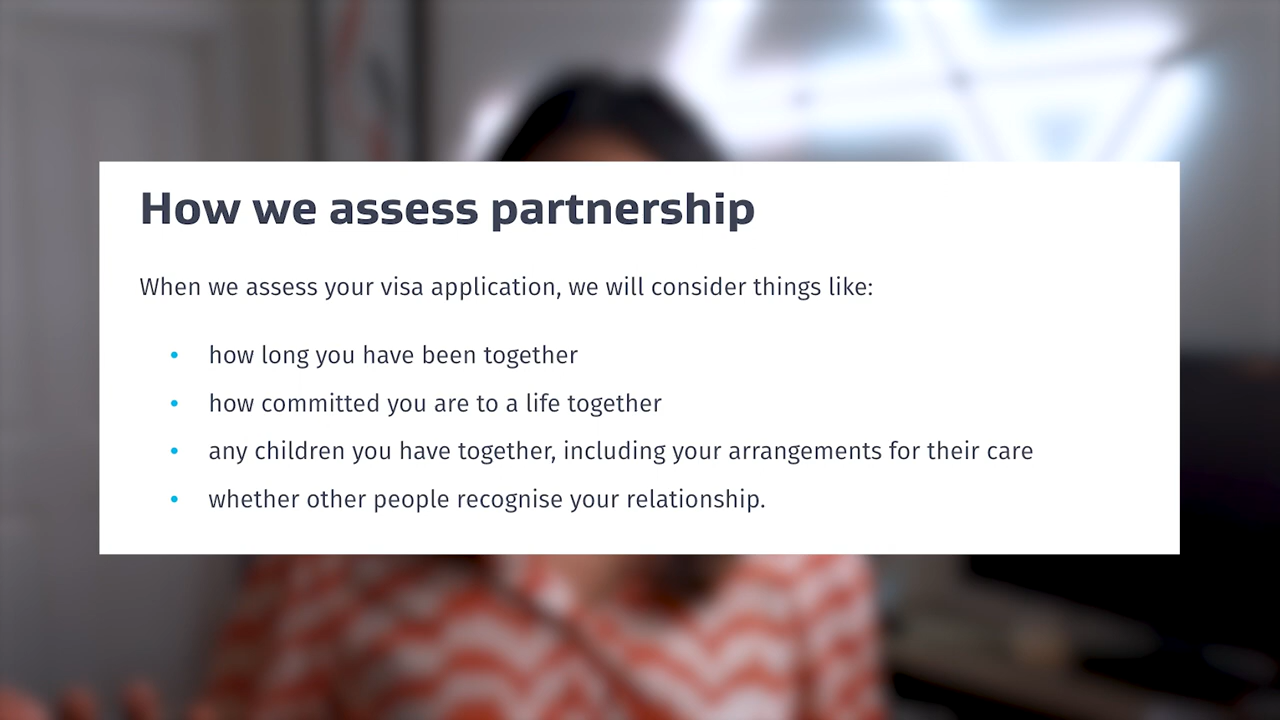 How we assess partnership
When we assess your visa application, we will consider things like:
• how long you have been together
• how committed you are to a life together
• any children you have together, including your arrangements for their care
• whether other people recognise your relationship.